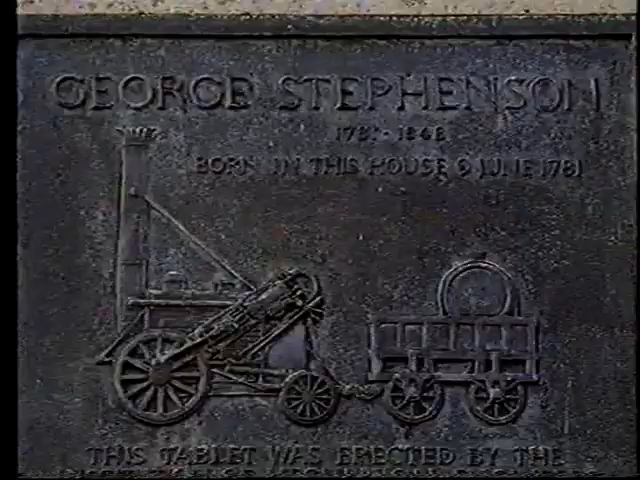 GEORGE STEPHENSON
1781 - 1848
BORN IN THIS HOUSE 9 JUNE 1781
THIS TABLET WAS ERECTED BY THE